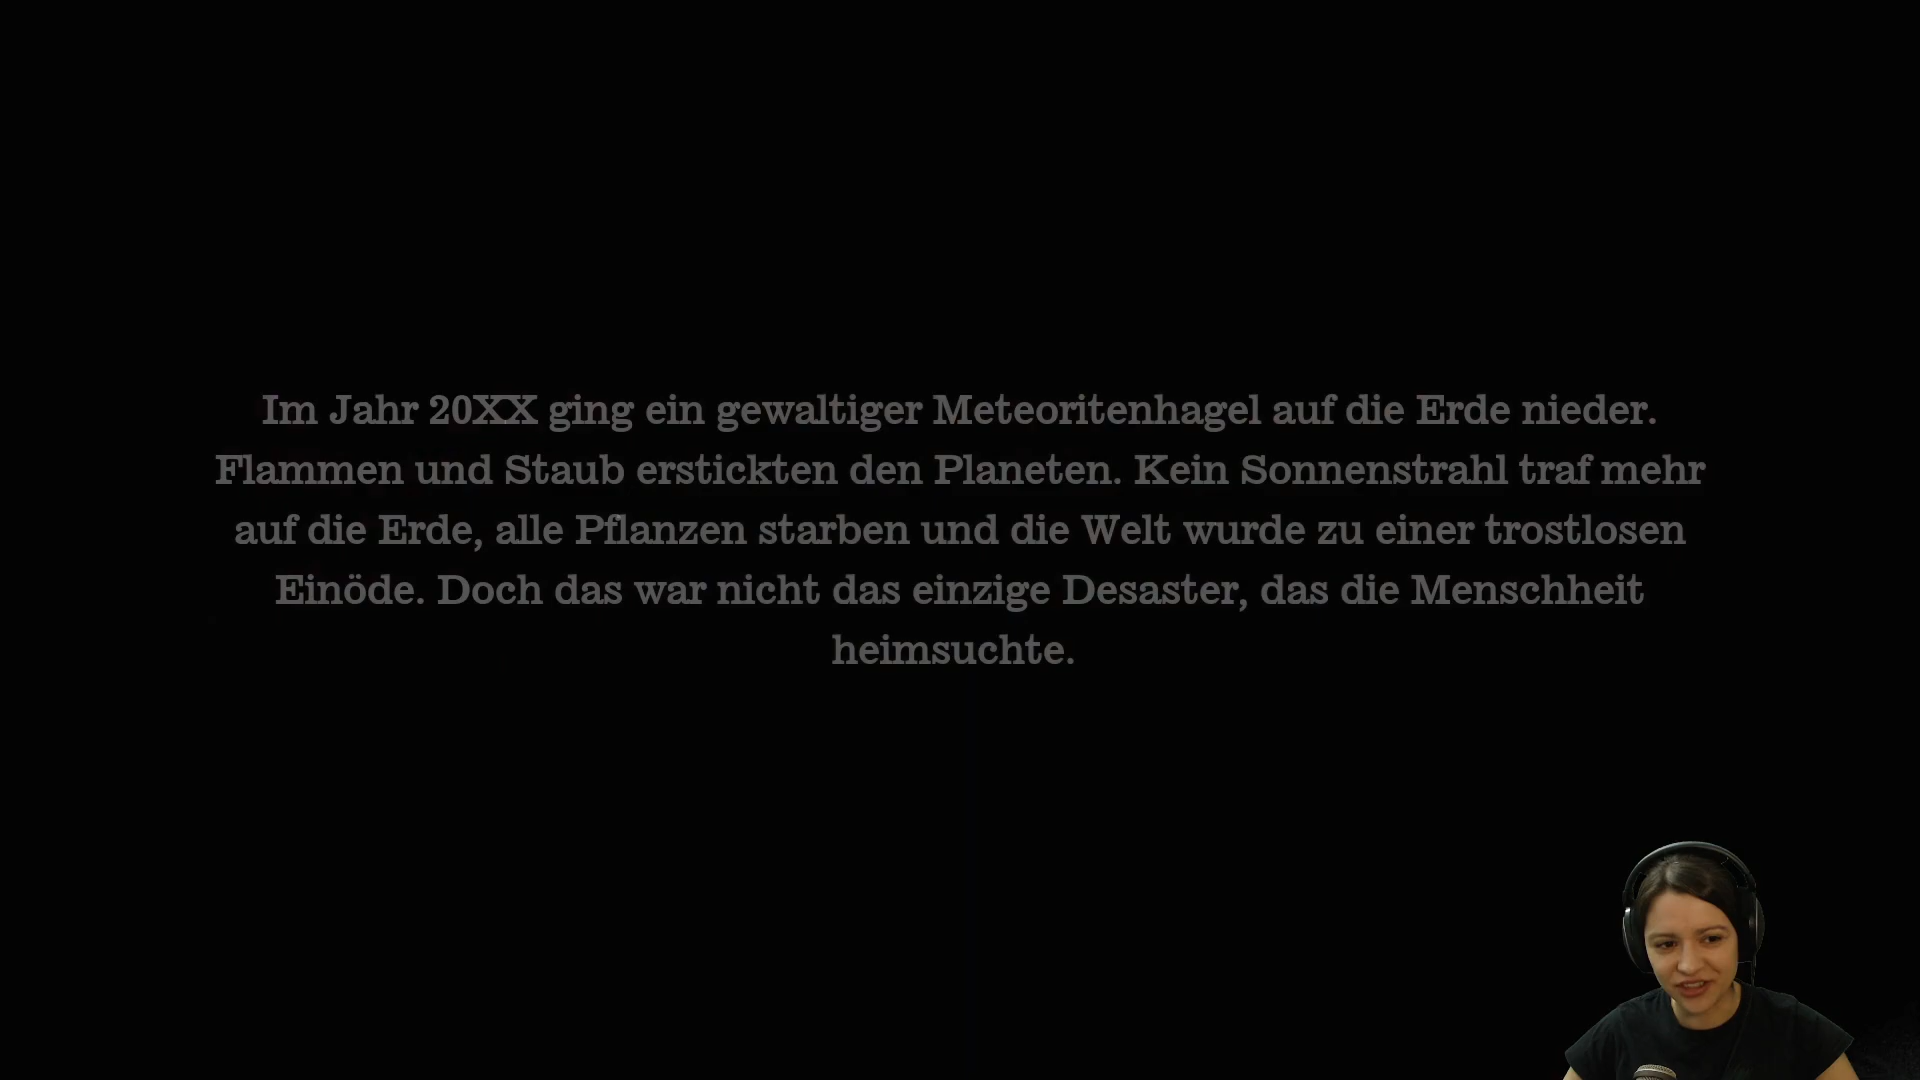 Im Jahr 20XX ging ein gewaltiger Meteoritenhagel auf die Erde nieder.
Flammen und Staub erstickten den Planeten. Kein Sonnenstrahl traf mehr
auf die Erde, alle Pflanzen starben und die Welt wurde zu einer trostlosen
Einöde. Doch das war nicht das einzige Desaster, das die Menschheit
heimsuchte.